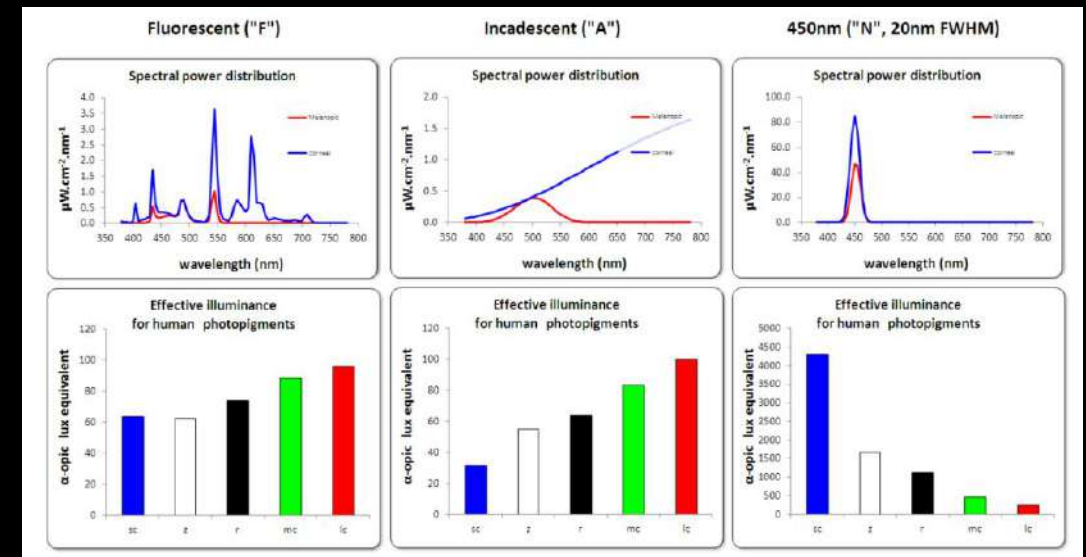 Fluorescent ("F")
Incadescent ("A")
450nm ("N", 20nm FWHM)
Spectral power distribution
4.0
3.5
3.0
2.5
2.0
1.5
1.0
0.5
0.0
µW.cm⁻².nm⁻¹
Melanopic
corneal
350 400 450 500 550 600 650 700 750 800
wavelength (nm)
Spectral power distribution
2.0
1.5
1.0
0.5
0.0
µW.cm⁻².nm⁻¹
Melanopic
corneal
350 400 450 500 550 600 650 700 750 800
wavelength (nm)
Spectral power distribution
100.0
80.0
60.0
40.0
20.0
0.0
µW.cm⁻².nm⁻¹
Melanopic
corneal
350 400 450 500 550 600 650 700 750 800
wavelength (nm)
Effective illuminance
for human photopigments
120
100
80
60
40
20
0
α-opic lux equivalent
sc z r mc lc
Effective illuminance
for human photopigments
120
100
80
60
40
20
0
α-opic lux equivalent
sc z r mc lc
Effective illuminance
for human photopigments
5000
4500
4000
3500
3000
2500
2000
1500
1000
500
0
α-opic lux equivalent
sc z r mc lc